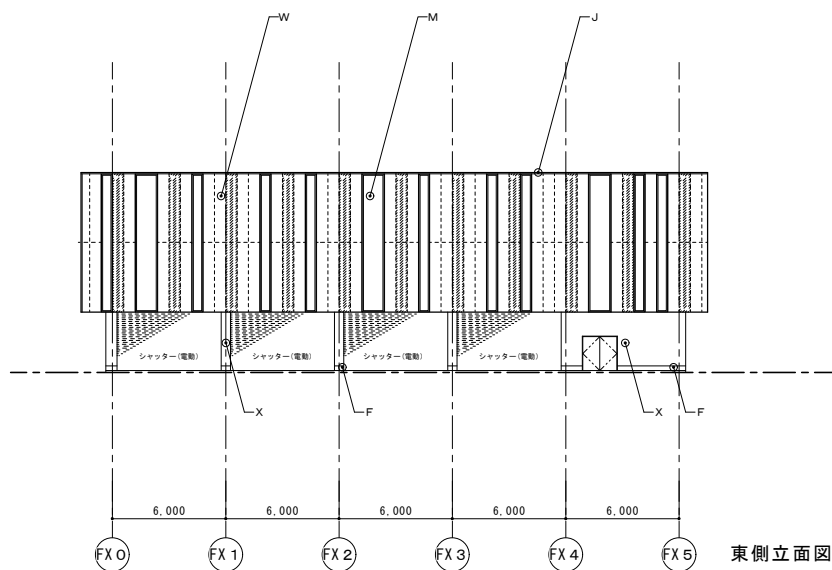 W M J
シャッター(電動) シャッター(電動) シャッター(電動) シャッター(電動)
X F X F
6,000 6,000 6,000 6,000 6,000
FX0 FX1 FX2 FX3 FX4 FX5 東側立面図